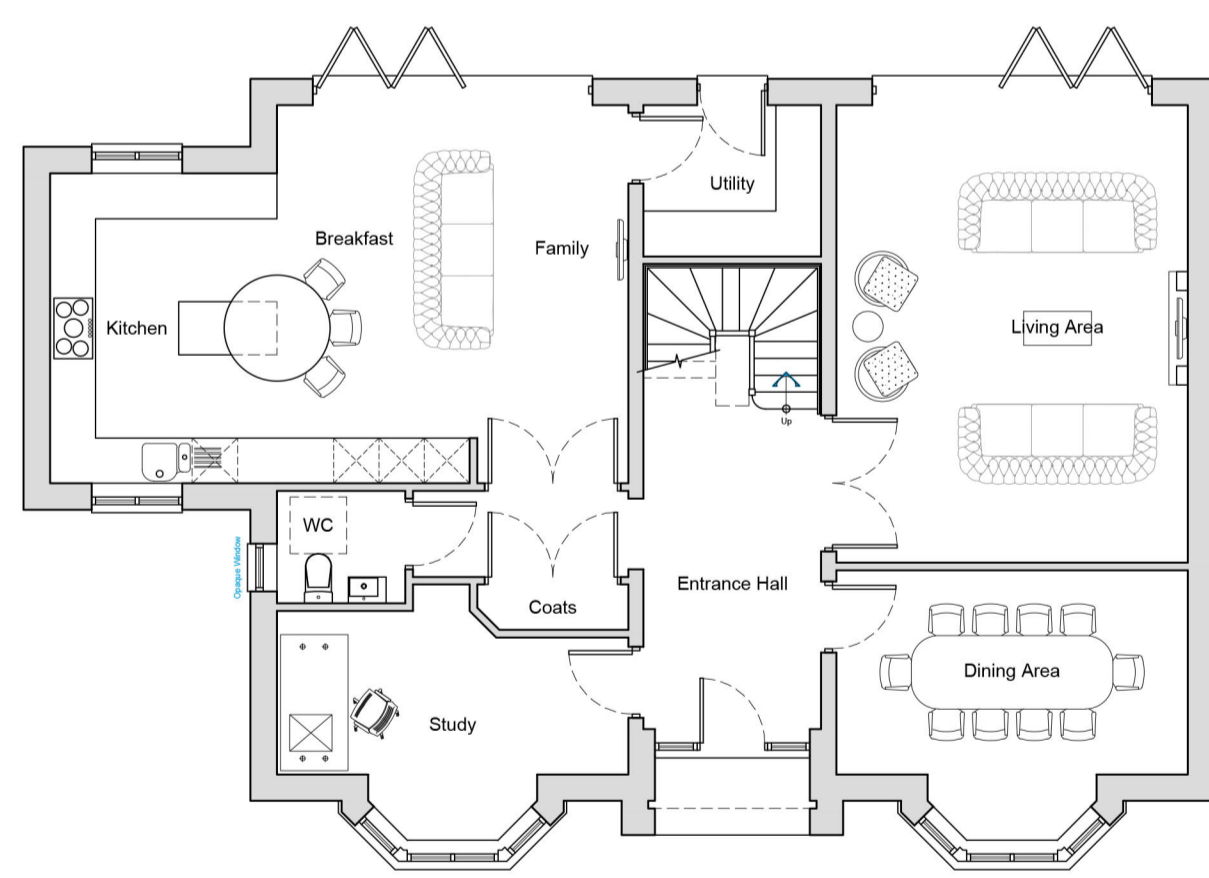 Utility
Breakfast
Family
Kitchen
Living Area
Up
WC
Opaque Window
Entrance Hall
Coats
Dining Area
Study